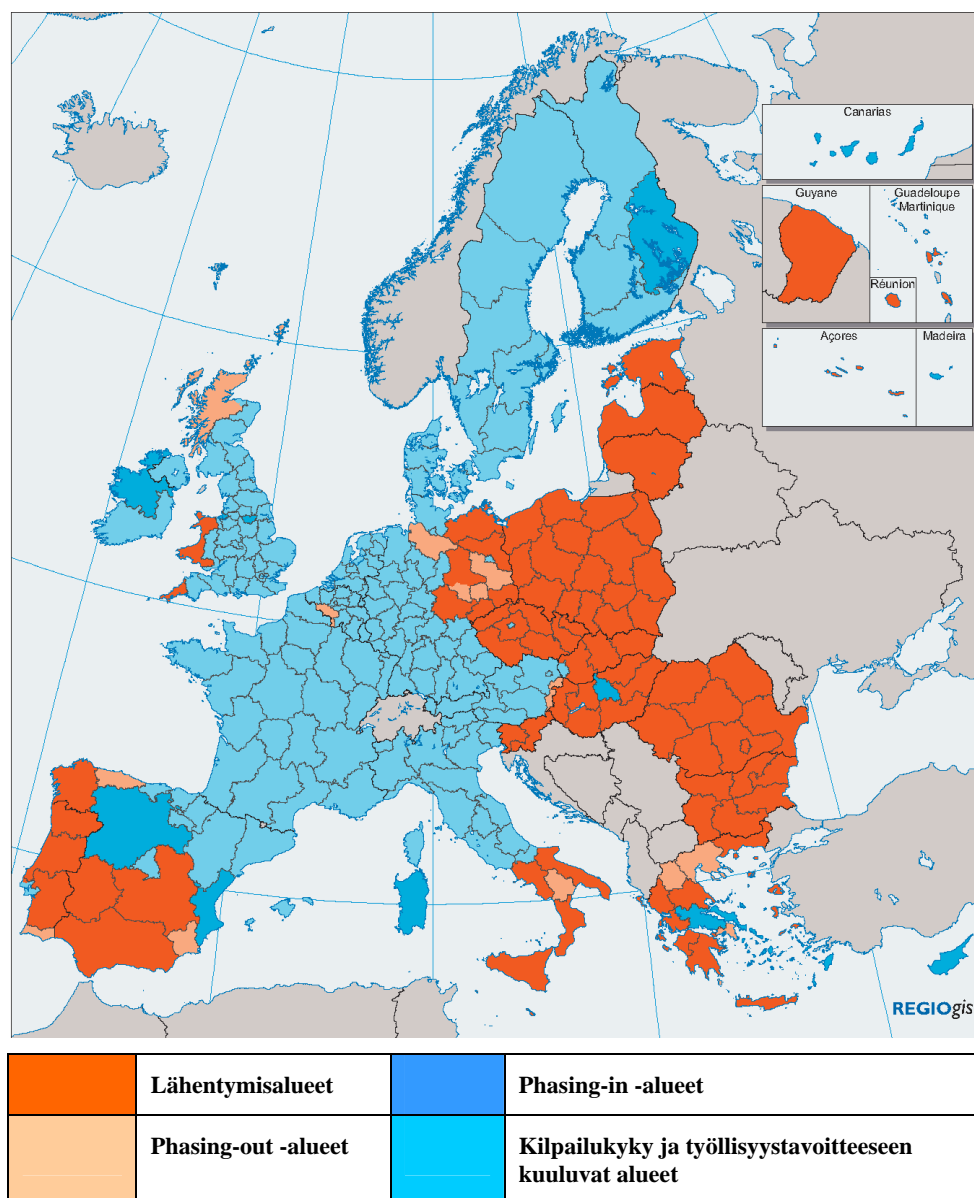 Canarias
Guyane
Guadeloupe
Martinique
Réunion
Açores
Madeira
REGIOgis
Lähentymisalueet
Phasing-in -alueet
Phasing-out -alueet
Kilpailukyky ja työllisyystavoitteeseen
kuuluvat alueet